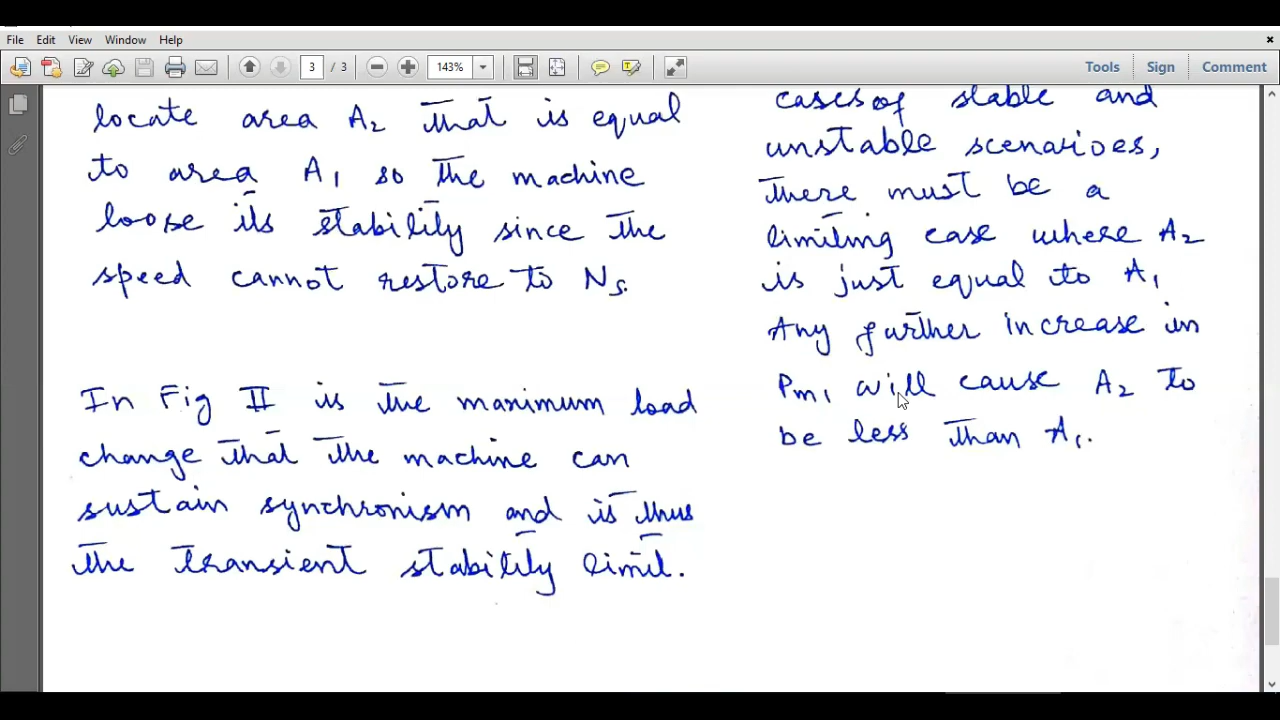 File Edit View Window Help
3 / 3
143%
Tools Sign Comment
locate area A₂ that is equal
to area A₁ so the machine
loose its stability since the
speed cannot restore to Ns.
In Fig II is the maximum load
change that the machine can
sustain synchronism and is thus
the transient stability limit.
cases of stable and
unstable scenarioes,
there must be a
limiting case where A₂
is just equal to A₁
Any further increase in
Pm₁ will cause A₂ to
be less than A₁.